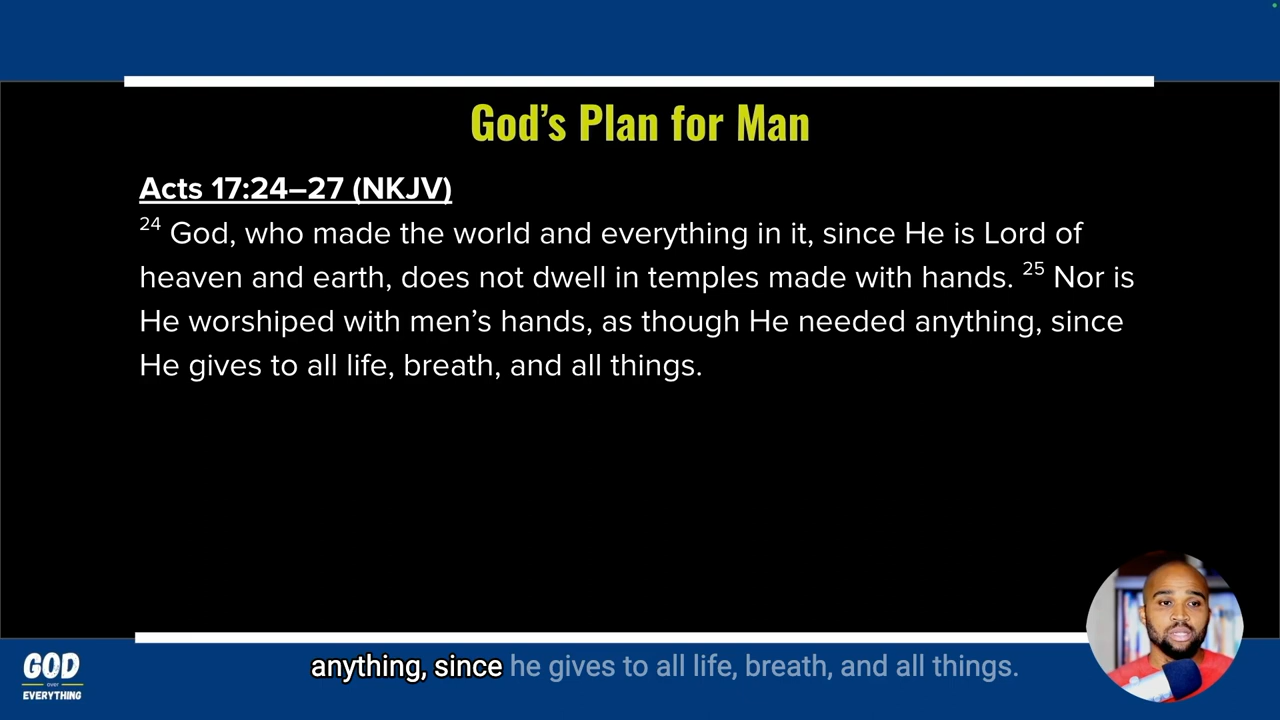 God’s Plan for Man
Acts 17:24–27 (NKJV)
24 God, who made the world and everything in it, since He is Lord of
heaven and earth, does not dwell in temples made with hands. 25 Nor is
He worshiped with men’s hands, as though He needed anything, since
He gives to all life, breath, and all things.
GOD
over
EVERYTHING
anything, since he gives to all life, breath, and all things.